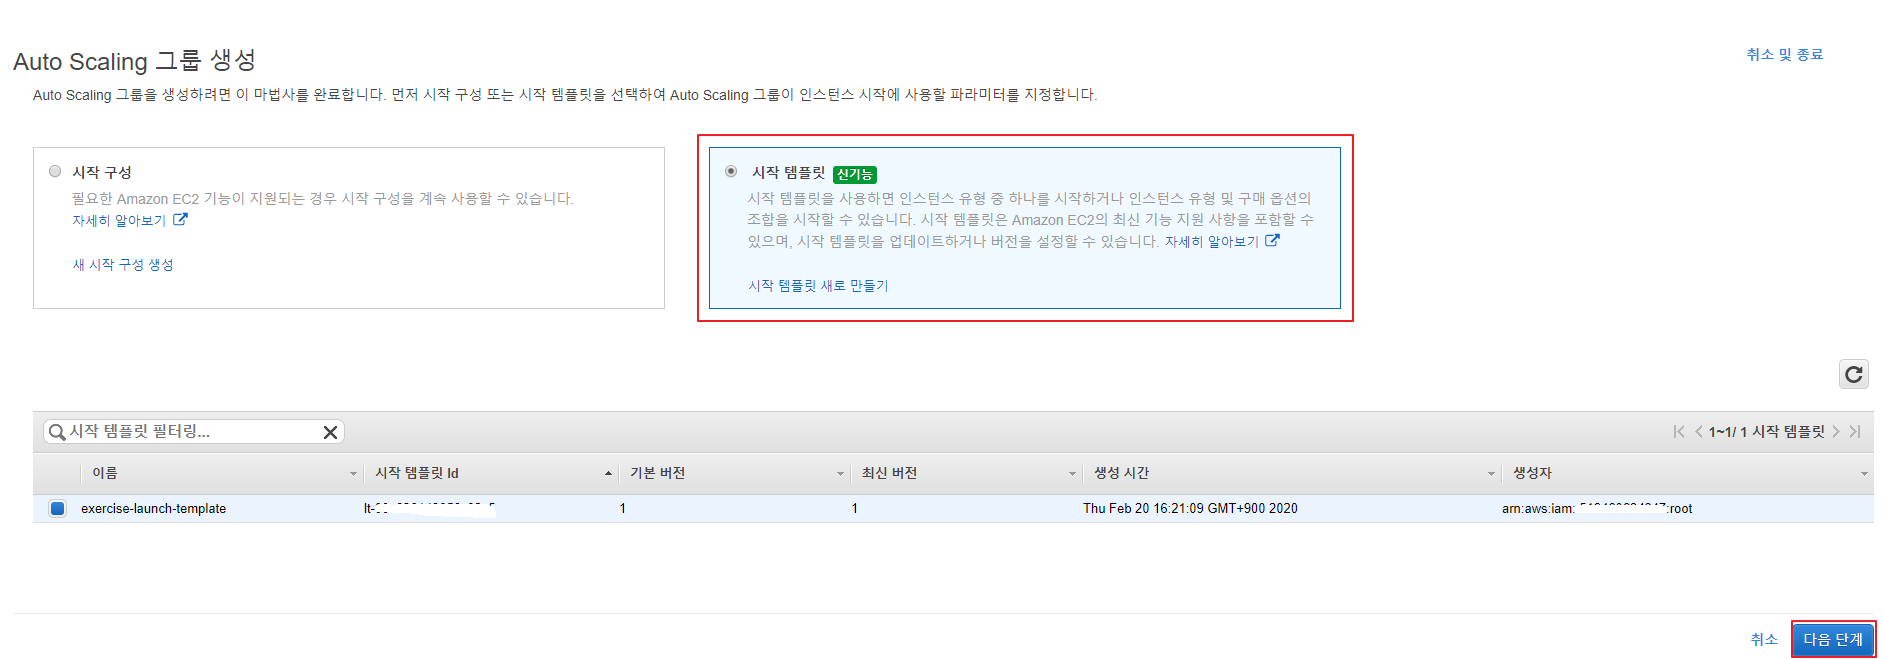 Auto Scaling 그룹 생성
취소 및 종료
Auto Scaling 그룹을 생성하려면 이 마법사를 완료합니다. 먼저 시작 구성 또는 시작 템플릿을 선택하여 Auto Scaling 그룹이 인스턴스 시작에 사용할 파라미터를 지정합니다.
시작 구성
필요한 Amazon EC2 기능이 지원되는 경우 시작 구성을 계속 사용할 수 있습니다.
자세히 알아보기
새 시작 구성 생성
시작 템플릿 신기능
시작 템플릿을 사용하면 인스턴스 유형 중 하나를 시작하거나 인스턴스 유형 및 구매 옵션의
조합을 시작할 수 있습니다. 시작 템플릿은 Amazon EC2의 최신 기능 지원 사항을 포함할 수
있으며, 시작 템플릿을 업데이트하거나 버전을 설정할 수 있습니다. 자세히 알아보기
시작 템플릿 새로 만들기
시작 템플릿 필터링...
1~1/ 1 시작 템플릿
이름 시작 템플릿 Id 기본 버전 최신 버전 생성 시간 생성자
exercise-launch-template lt- 1 1 Thu Feb 20 16:21:09 GMT+900 2020 arn:aws:iam: :root
취소 다음 단계